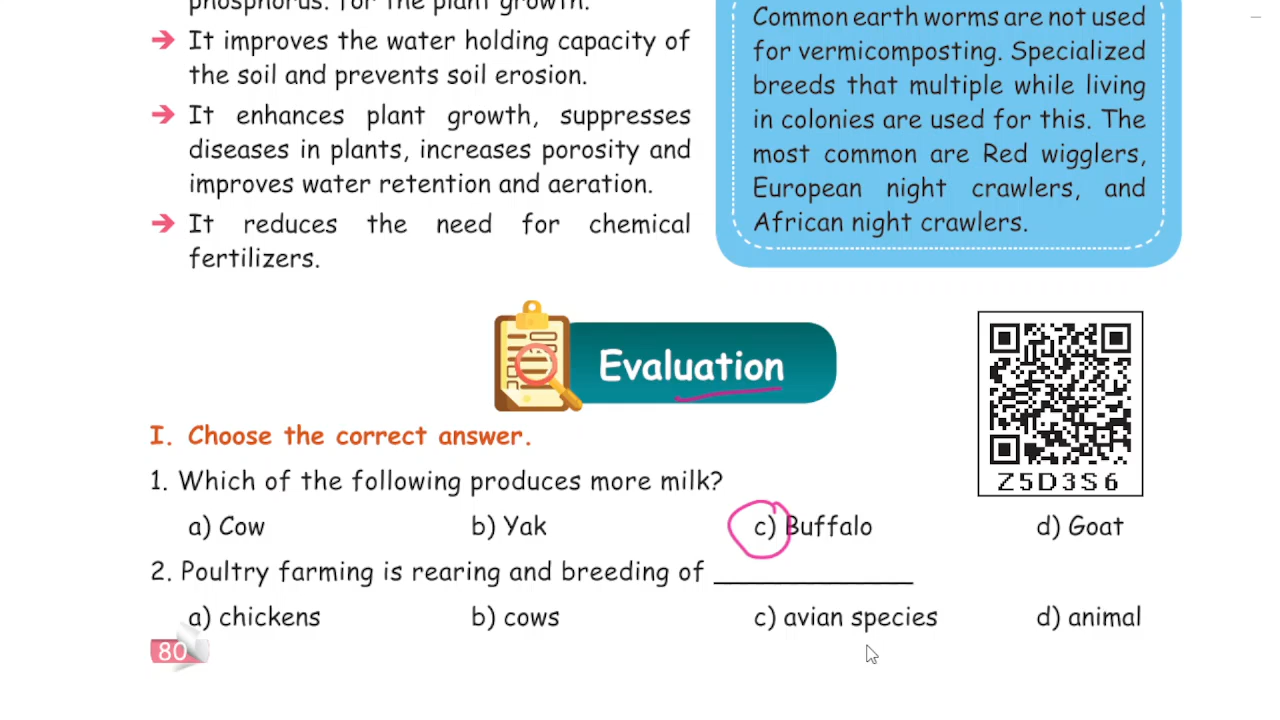 phosphorus. for the plant growth.
➔ It improves the water holding capacity of
the soil and prevents soil erosion.
➔ It enhances plant growth, suppresses
diseases in plants, increases porosity and
improves water retention and aeration.
➔ It reduces the need for chemical
fertilizers.
Common earth worms are not used
for vermicomposting. Specialized
breeds that multiple while living
in colonies are used for this. The
most common are Red wigglers,
European night crawlers, and
African night crawlers.
Evaluation
Z5D3S6
I. Choose the correct answer.
1. Which of the following produces more milk?
a) Cow b) Yak c) Buffalo d) Goat
2. Poultry farming is rearing and breeding of ______________
a) chickens b) cows c) avian species d) animal
80